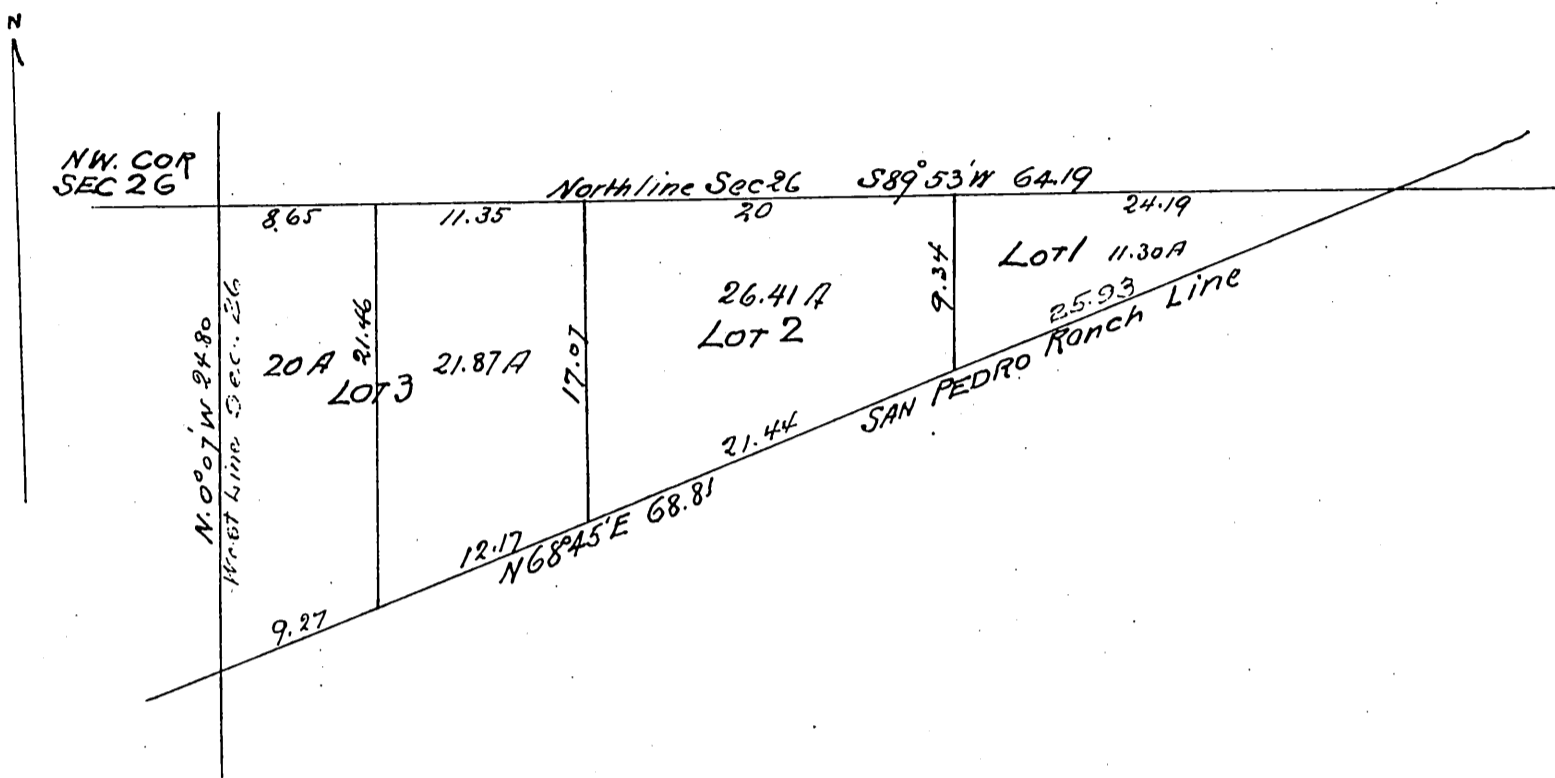 N
NW. COR
SEC 26
Northline Sec 26 S89°53'W 64.19
8.65
11.35
20
24.19
LOT 1 11.30A
9.34
25.93
SAN PEDRO Ranch Line
26.41 A
LOT 2
21.46
20 A
LOT 3
21.87 A
17.07
N.0°07'W 24.80
West Line Sec. 26
21.44
12.17
N68°45'E 68.81
9.27